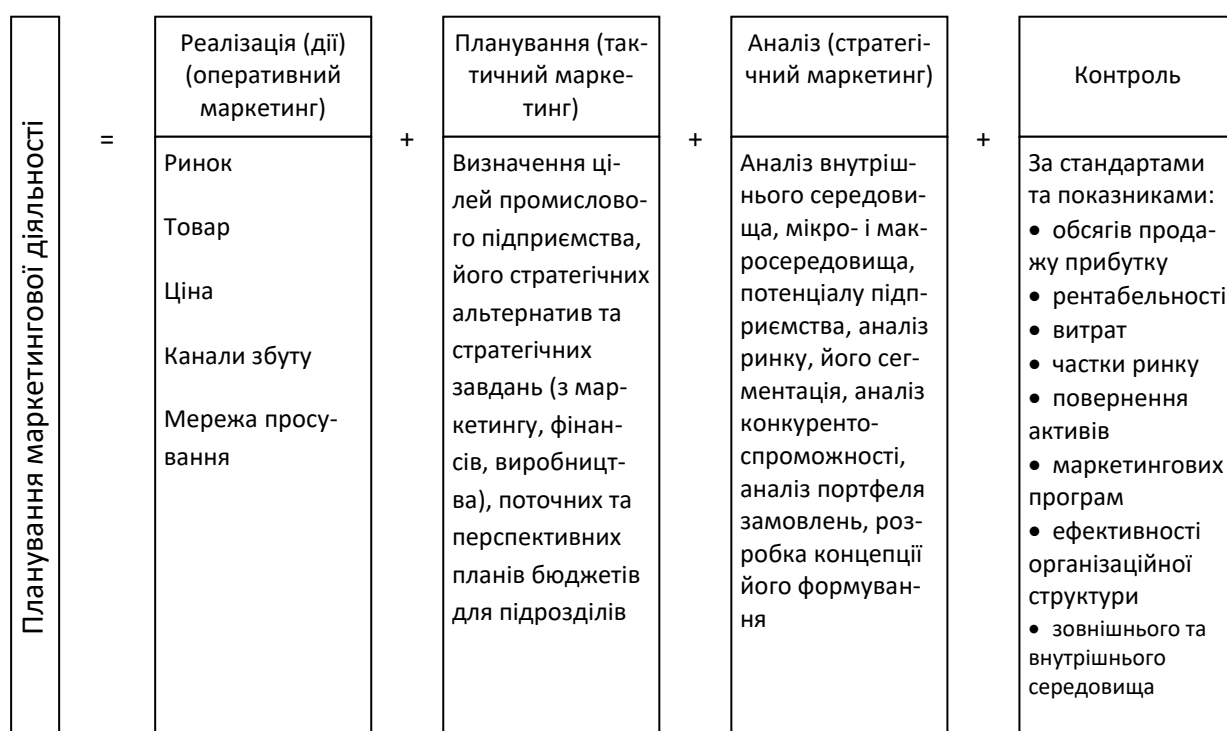 Планування маркетингової діяльності
=
Реалізація (дії)
(оперативний
маркетинг)
Ринок
Товар
Ціна
Канали збуту
Мережа просу-
вання
+
Планування (так-
тичний марке-
тинг)
Визначення ці-
лей промислово-
го підприємства,
його стратегічних
альтернатив та
стратегічних
завдань (з мар-
кетингу, фінан-
сів, виробницт-
ва), поточних та
перспективних
планів бюджетів
для підрозділів
+
Аналіз (стратегі-
чний маркетинг)
Аналіз внутріш-
нього середови-
ща, мікро- і мак-
росередовища,
потенціалу підп-
риємства, аналіз
ринку, його сег-
ментація, аналіз
конкуренто-
спроможності,
аналіз портфеля
замовлень, роз-
робка концепції
його формуван-
ня
+
Контроль
За стандартами
та показниками:
• обсягів прода-
жу прибутку
• рентабельності
• витрат
• частки ринку
• повернення
активів
• маркетингових
програм
• ефективності
організаційної
структури
• зовнішнього та
внутрішнього
середовища